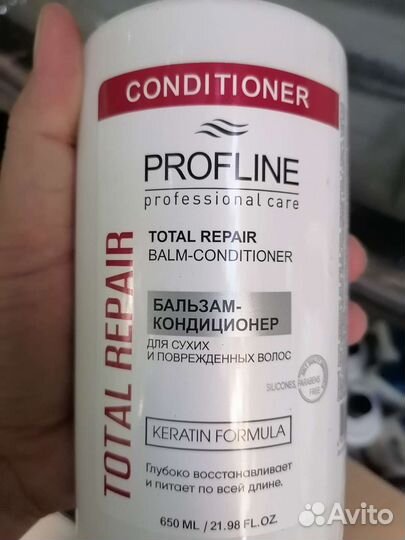 CONDITIONER
PROFLINE
professional care
TOTAL REPAIR
BALM-CONDITIONER
TOTAL REPAIR
БАЛЬЗАМ-
КОНДИЦИОНЕР
ДЛЯ СУХИХ
И ПОВРЕЖДЕННЫХ ВОЛОС
SILICONES, PARABENS
FREE
KERATIN FORMULA
Глубоко восстанавливает
и питает по всей длине.
650 ML / 21.98 FL.OZ.
Avito